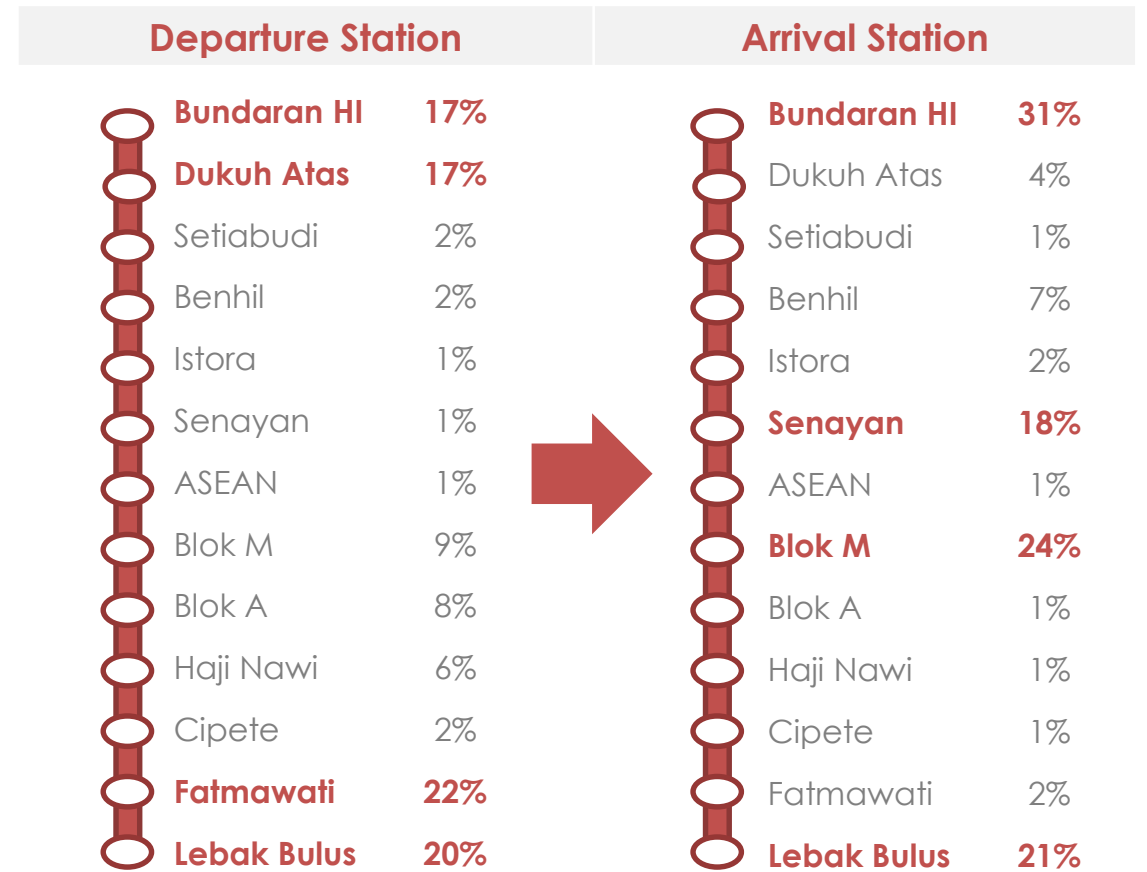 Departure Station Arrival Station
Bundaran HI 17% Bundaran HI 31%
Dukuh Atas 17% Dukuh Atas 4%
Setiabudi 2% Setiabudi 1%
Benhil 2% Benhil 7%
Istora 1% Istora 2%
Senayan 1% Senayan 18%
ASEAN 1% ASEAN 1%
Blok M 9% Blok M 24%
Blok A 8% Blok A 1%
Haji Nawi 6% Haji Nawi 1%
Cipete 2% Cipete 1%
Fatmawati 22% Fatmawati 2%
Lebak Bulus 20% Lebak Bulus 21%